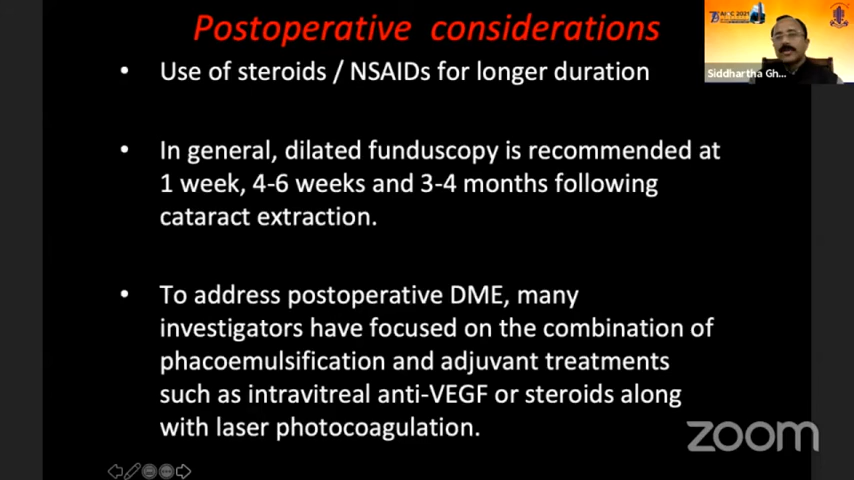 Postoperative considerations
• Use of steroids / NSAIDs for longer duration
• In general, dilated funduscopy is recommended at
1 week, 4-6 weeks and 3-4 months following
cataract extraction.
• To address postoperative DME, many
investigators have focused on the combination of
phacoemulsification and adjuvant treatments
such as intravitreal anti-VEGF or steroids along
with laser photocoagulation.
Siddhartha Gh...
zoom